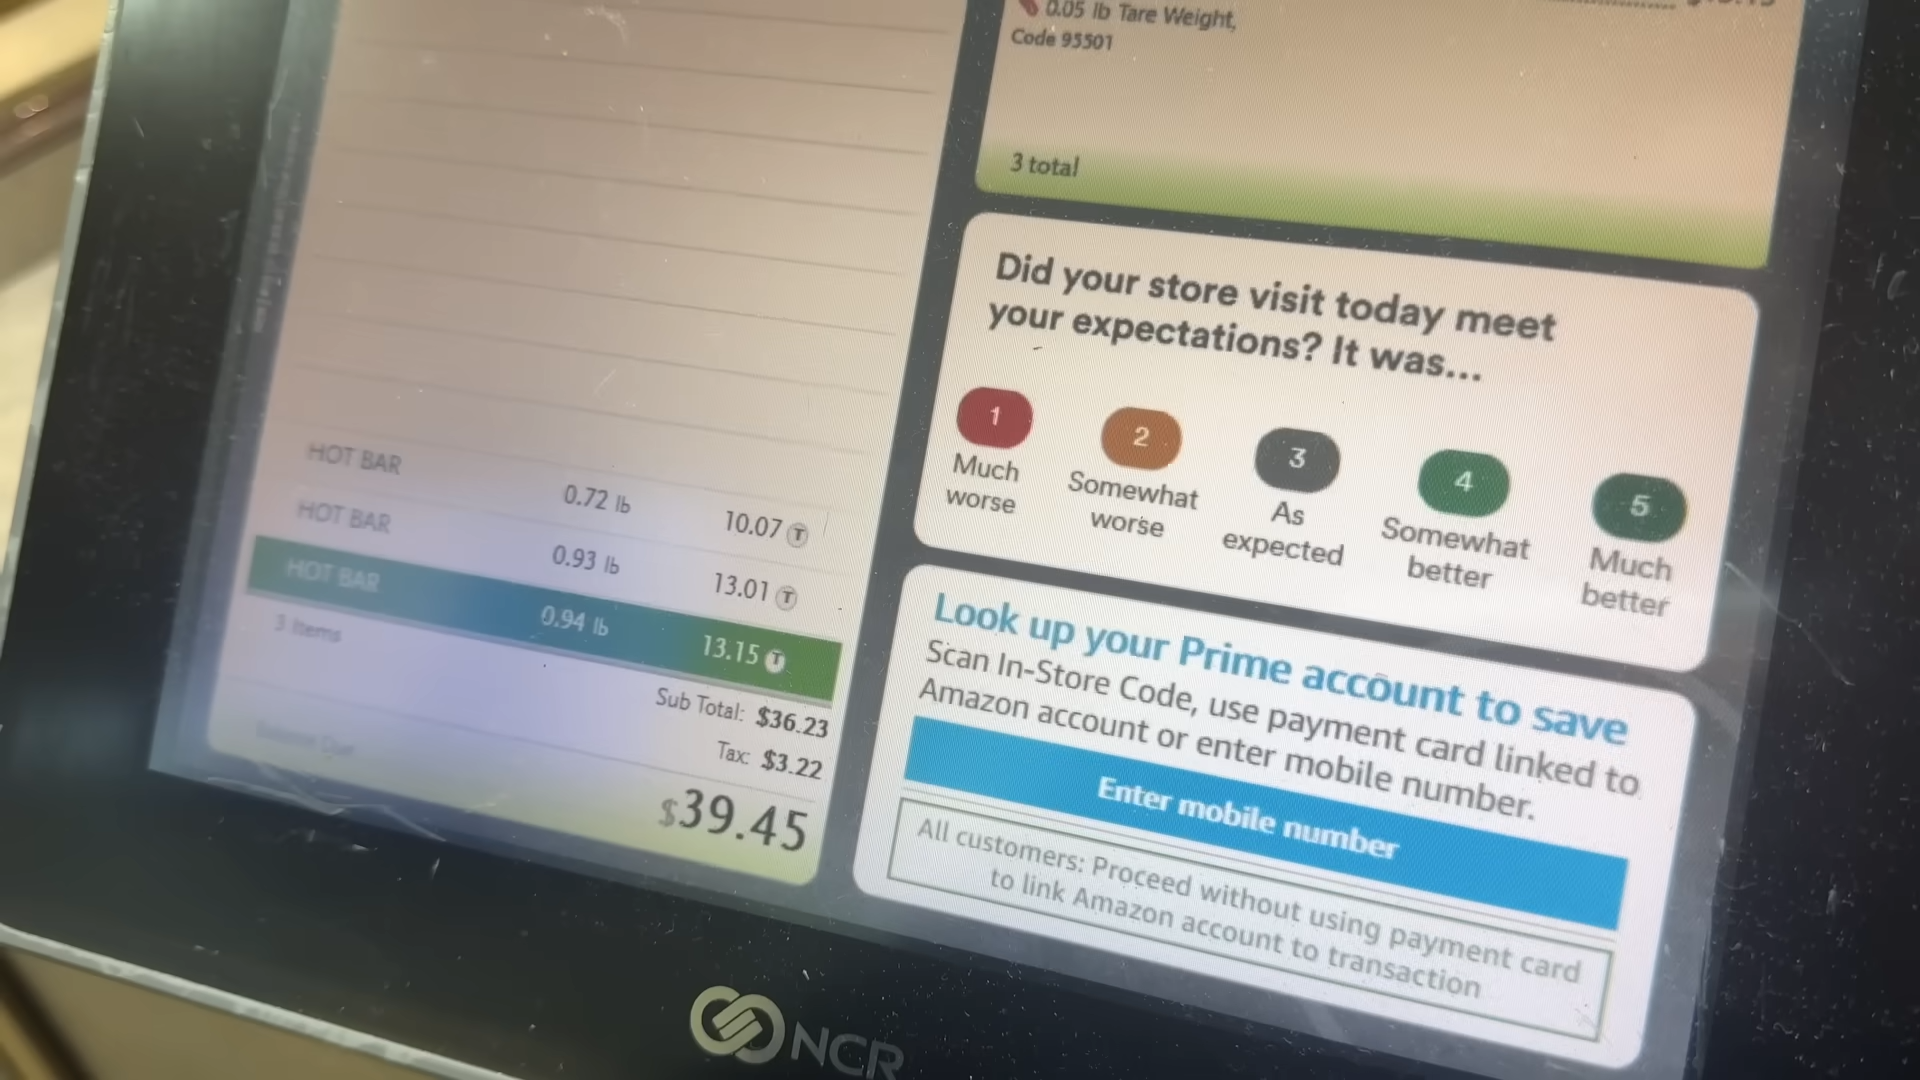 0.05 lb Tare Weight,
Code 95501
3 total
HOT BAR
0.72 lb 10.07 T
HOT BAR
0.93 lb 13.01 T
HOT BAR
0.94 lb 13.15 T
3 Items
Sub Total: $36.23
Tax: $3.22
Balance Due
$39.45
Did your store visit today meet
your expectations? It was...
1
Much
worse
2
Somewhat
worse
3
As
expected
4
Somewhat
better
5
Much
better
Look up your Prime account to save
Scan In-Store Code, use payment card linked to
Amazon account or enter mobile number.
Enter mobile number
All customers: Proceed without using payment card
to link Amazon account to transaction
NCR